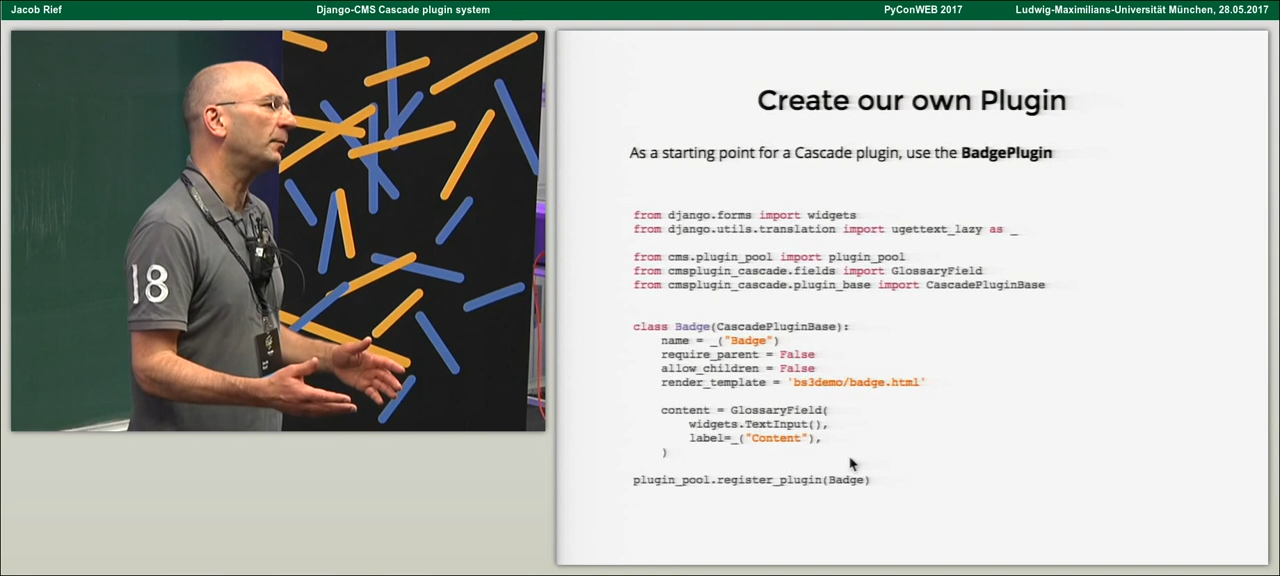 Jacob Rief
Django-CMS Cascade plugin system
PyConWEB 2017
Ludwig-Maximilians-Universität München, 28.05.2017
18
Create our own Plugin
As a starting point for a Cascade plugin, use the BadgePlugin
from django.forms import widgets
from django.utils.translation import ugettext_lazy as _
from cms.plugin_pool import plugin_pool
from cmsplugin_cascade.fields import GlossaryField
from cmsplugin_cascade.plugin_base import CascadePluginBase
class Badge(CascadePluginBase):
    name = _("Badge")
    require_parent = False
    allow_children = False
    render_template = 'bs3demo/badge.html'
    content = GlossaryField(
        widgets.TextInput(),
        label=_("Content"),
    )
plugin_pool.register_plugin(Badge)